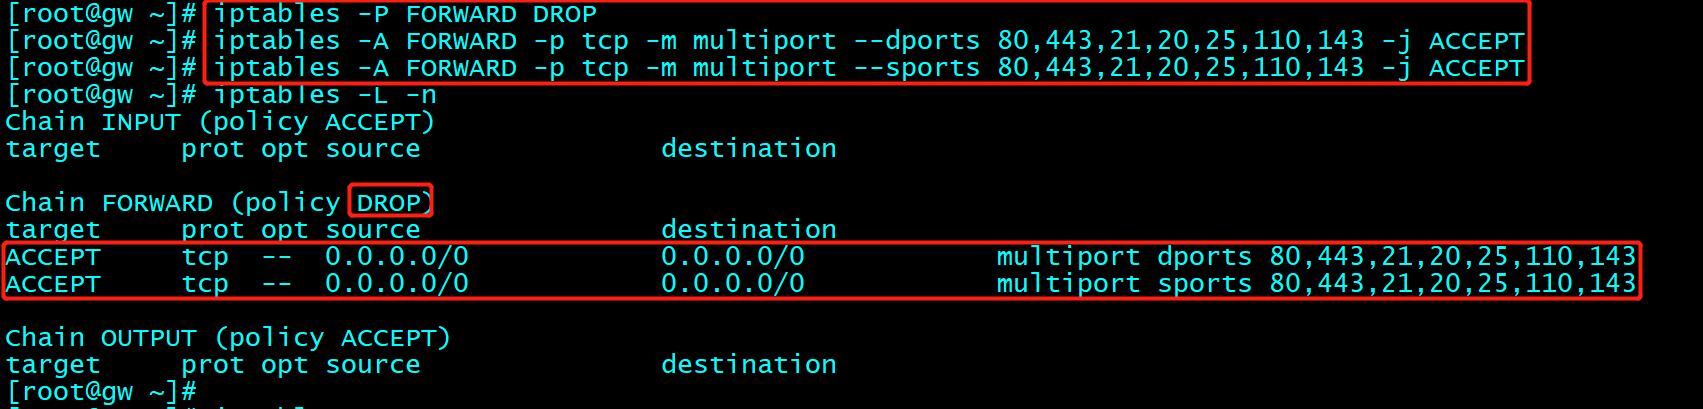 [root@gw ~]# iptables -P FORWARD DROP
[root@gw ~]# iptables -A FORWARD -p tcp -m multiport --dports 80,443,21,20,25,110,143 -j ACCEPT
[root@gw ~]# iptables -A FORWARD -p tcp -m multiport --sports 80,443,21,20,25,110,143 -j ACCEPT
[root@gw ~]# iptables -L -n
Chain INPUT (policy ACCEPT)
target     prot opt source               destination
Chain FORWARD (policy DROP)
target     prot opt source               destination
ACCEPT     tcp  --  0.0.0.0/0            0.0.0.0/0            multiport dports 80,443,21,20,25,110,143
ACCEPT     tcp  --  0.0.0.0/0            0.0.0.0/0            multiport sports 80,443,21,20,25,110,143
Chain OUTPUT (policy ACCEPT)
target     prot opt source               destination
[root@gw ~]#